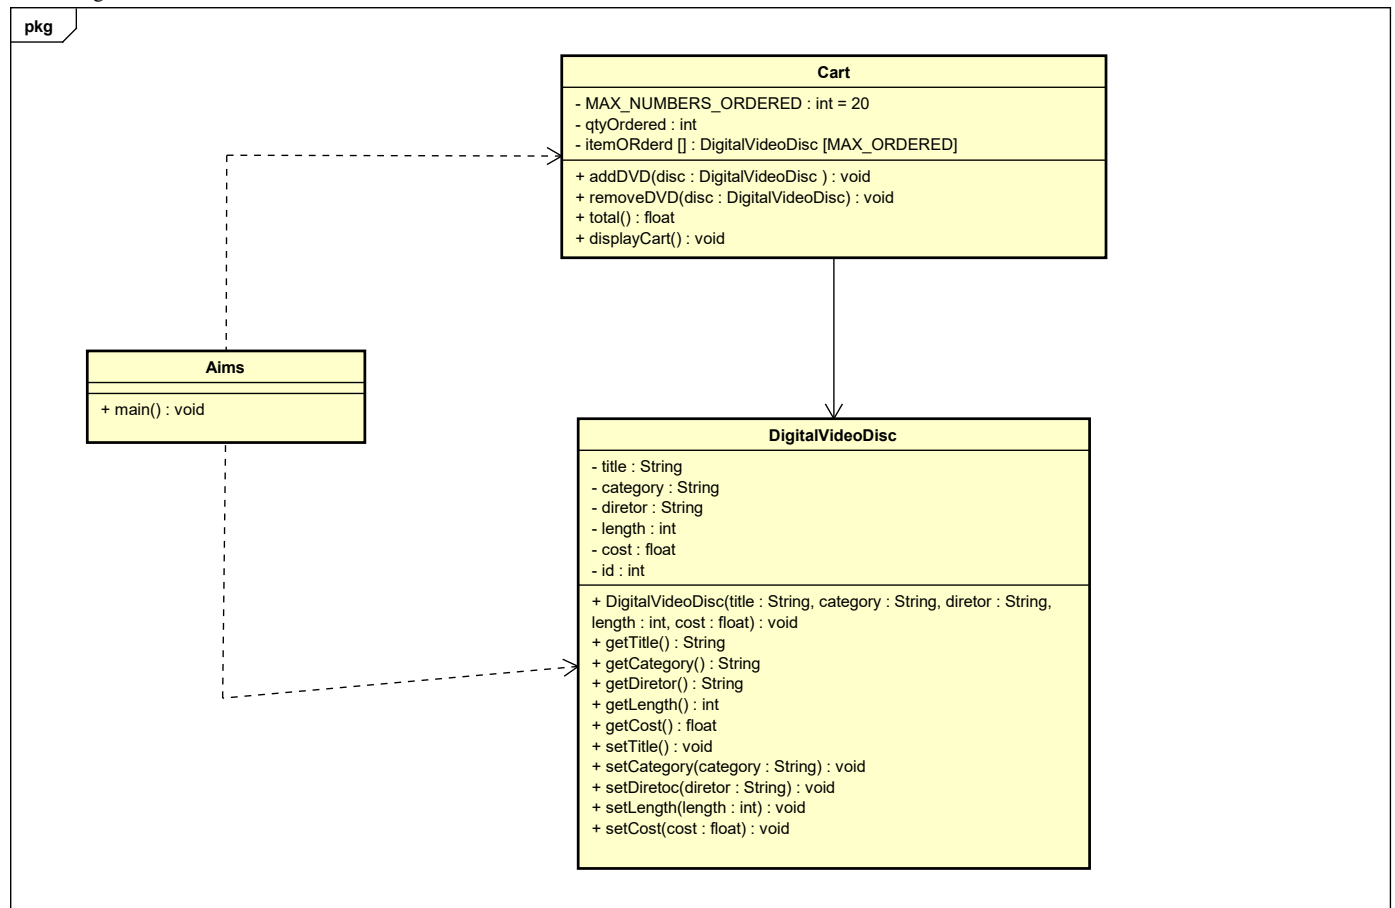 pkg
Cart
- MAX_NUMBERS_ORDERED : int = 20
- qtyOrdered : int
- itemORderd [] : DigitalVideoDisc [MAX_ORDERED]
+ addDVD(disc : DigitalVideoDisc ) : void
+ removeDVD(disc : DigitalVideoDisc) : void
+ total() : float
+ displayCart() : void
Aims
+ main() : void
DigitalVideoDisc
- title : String
- category : String
- diretor : String
- length : int
- cost : float
- id : int
+ DigitalVideoDisc(title : String, category : String, diretor : String,
length : int, cost : float) : void
+ getTitle() : String
+ getCategory() : String
+ getDiretor() : String
+ getLength() : int
+ getCost() : float
+ setTitle() : void
+ setCategory(category : String) : void
+ setDiretoc(diretor : String) : void
+ setLength(length : int) : void
+ setCost(cost : float) : void